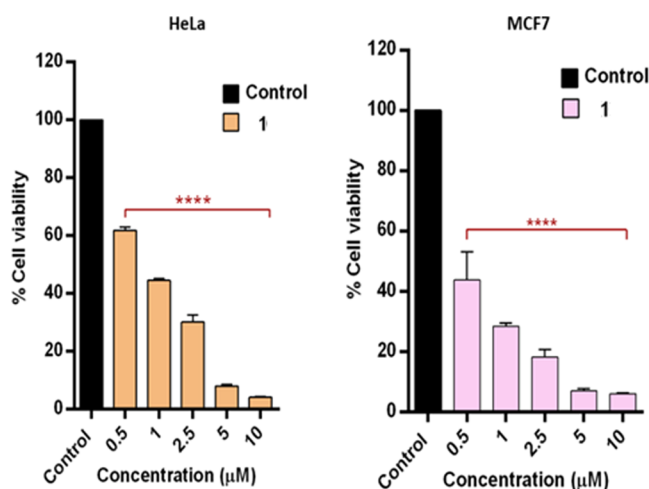 HeLa
120
100
80
60
40
20
0
% Cell viability
Control
1
****
Control
0.5
1
2.5
5
10
Concentration (μM)
MCF7
120
100
80
60
40
20
0
% Cell viability
Control
1
****
Control
0.5
1
2.5
5
10
Concentration (μM)